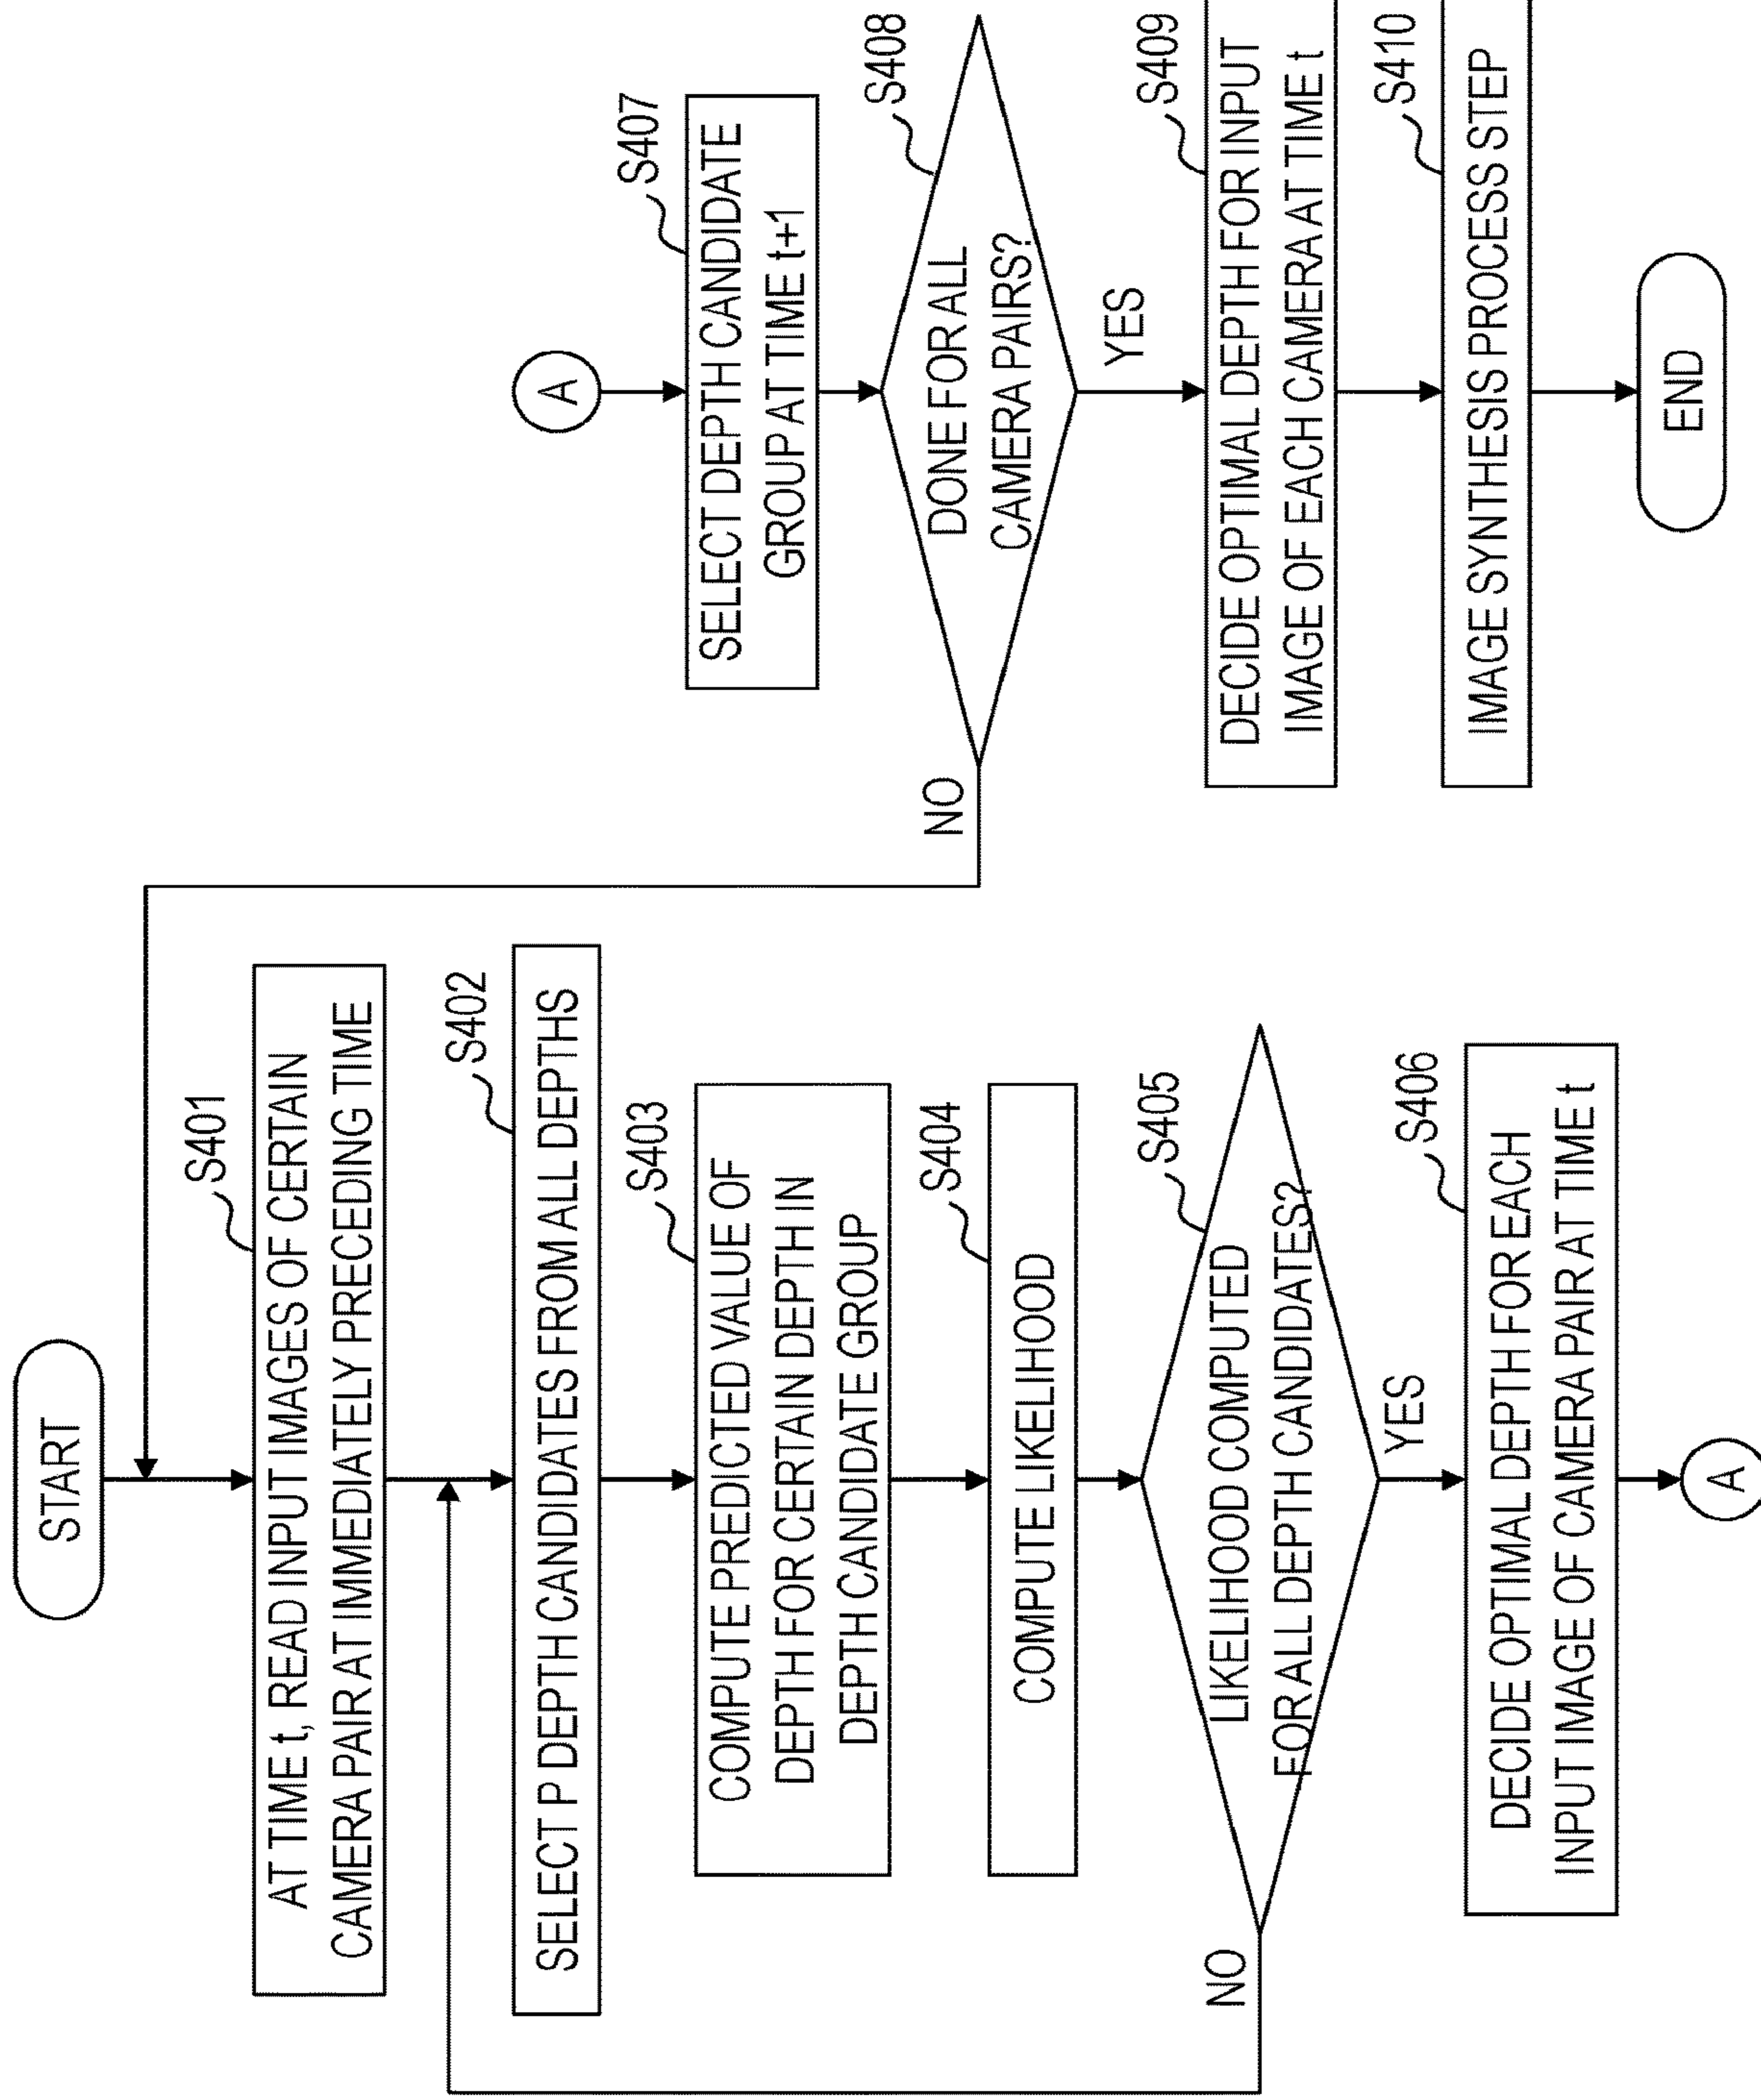 START
S401
AT TIME t, READ INPUT IMAGES OF CERTAIN
CAMERA PAIR AT IMMEDIATELY PRECEDING TIME
S402
SELECT P DEPTH CANDIDATES FROM ALL DEPTHS
S403
COMPUTE PREDICTED VALUE OF
DEPTH FOR CERTAIN DEPTH IN
DEPTH CANDIDATE GROUP
S404
COMPUTE LIKELIHOOD
S405
LIKELIHOOD COMPUTED
FOR ALL DEPTH CANDIDATES?
NO
YES
S406
DECIDE OPTIMAL DEPTH FOR EACH
INPUT IMAGE OF CAMERA PAIR AT TIME t
A
A
S407
SELECT DEPTH CANDIDATE
GROUP AT TIME t+1
S408
DONE FOR ALL
CAMERA PAIRS?
NO
YES
S409
DECIDE OPTIMAL DEPTH FOR INPUT
IMAGE OF EACH CAMERA AT TIME t
S410
IMAGE SYNTHESIS PROCESS STEP
END